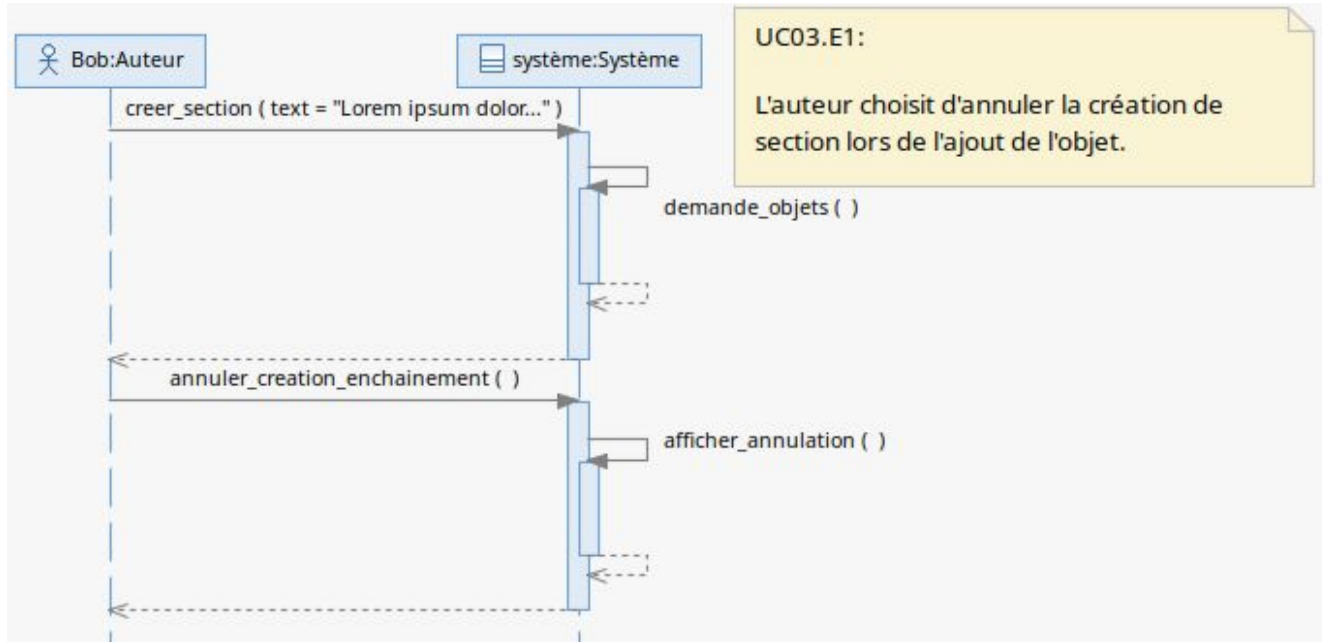 Bob:Auteur
système:Système
UC03.E1:
L'auteur choisit d'annuler la création de
section lors de l'ajout de l'objet.
creer_section ( text = "Lorem ipsum dolor..." )
demande_objets ( )
annuler_creation_enchainement ( )
afficher_annulation ( )